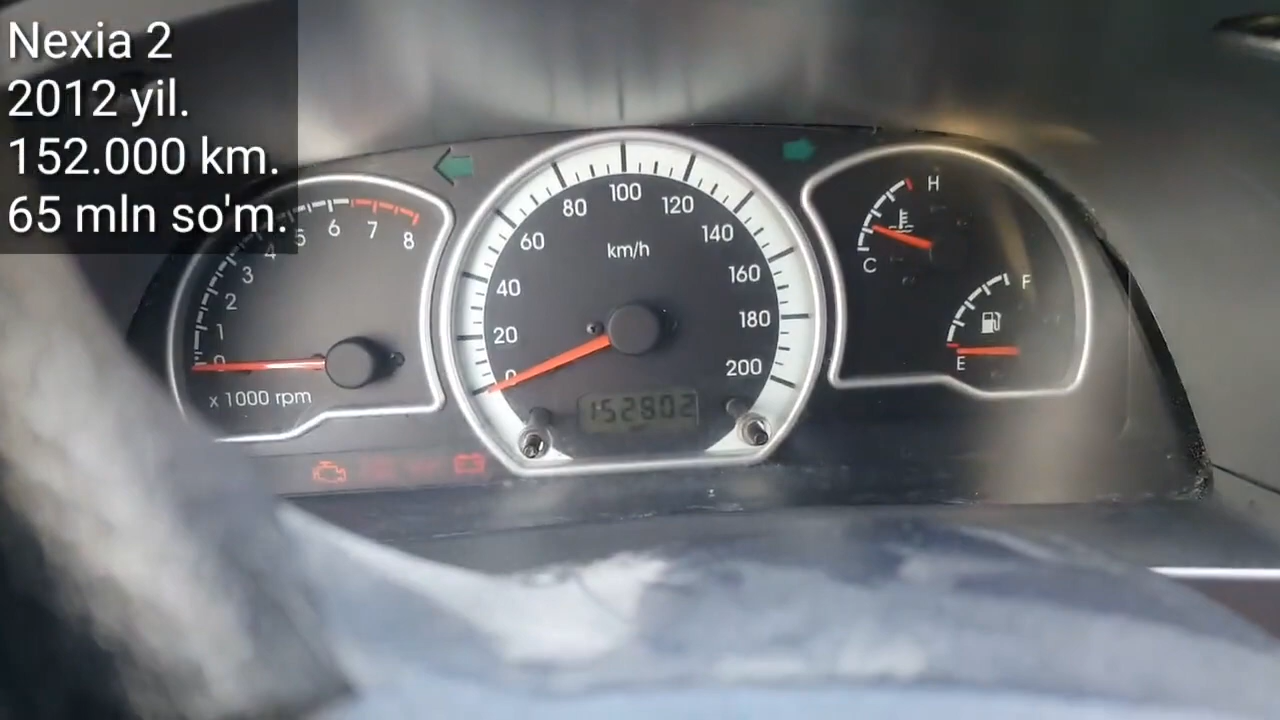 Nexia 2
2012 yil.
152.000 km.
65 mln so'm.
0 1 2 3 4 5 6 7 8
x 1000 rpm
0 20 40 60 80 100 120 140 160 180 200
km/h
152802
H
C
F
E